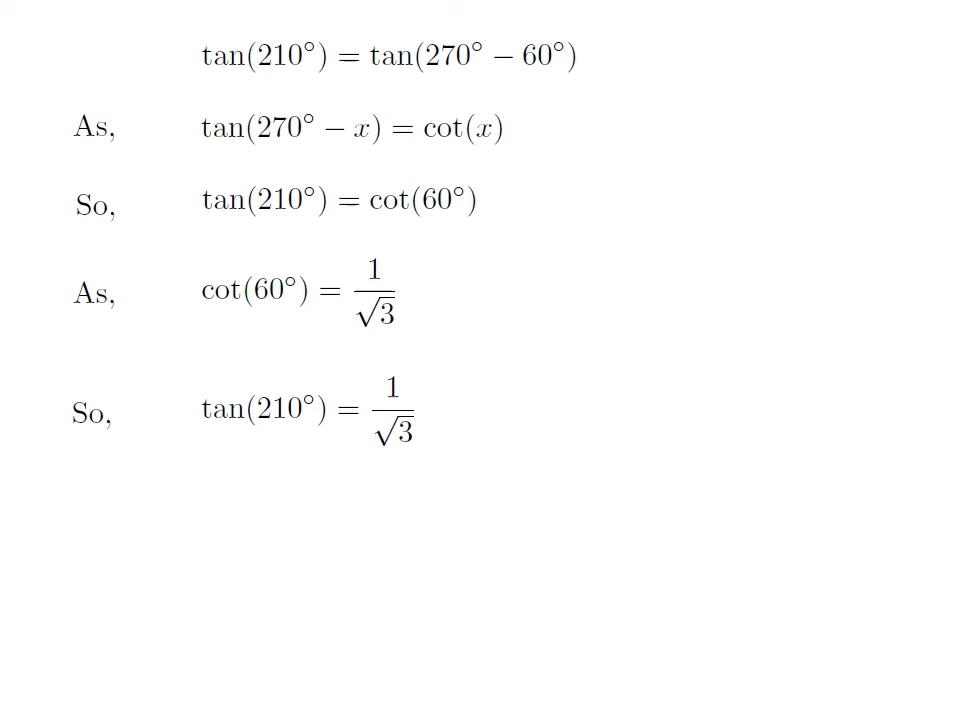 tan(210°) = tan(270° − 60°)
As, tan(270° − x) = cot(x)
So, tan(210°) = cot(60°)
As, cot(60°) = 1/√3
So, tan(210°) = 1/√3